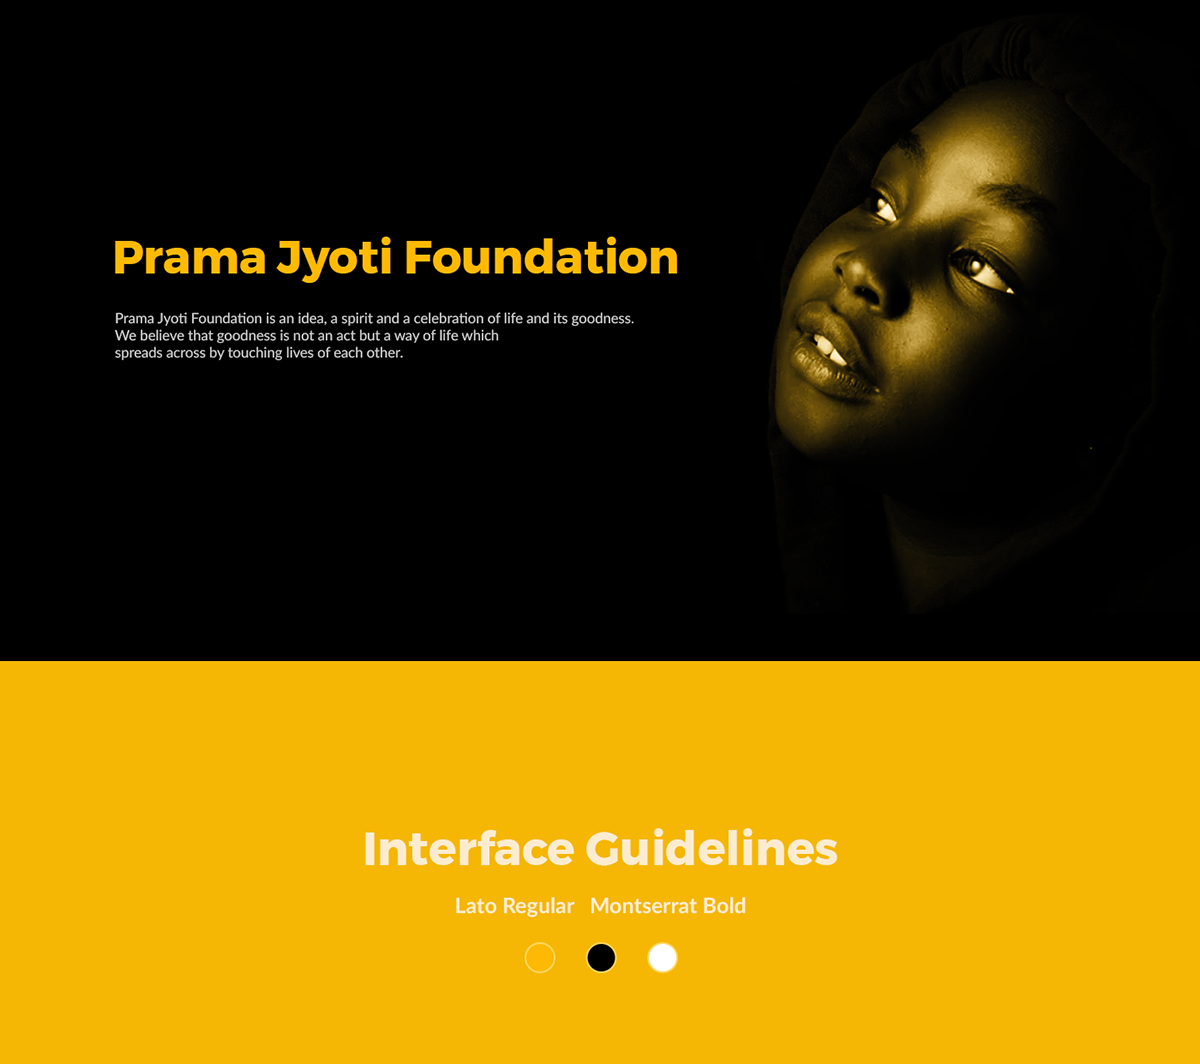 Prama Jyoti Foundation
Prama Jyoti Foundation is an idea, a spirit and a celebration of life and its goodness.
We believe that goodness is not an act but a way of life which
spreads across by touching lives of each other.
Interface Guidelines
Lato Regular Montserrat Bold